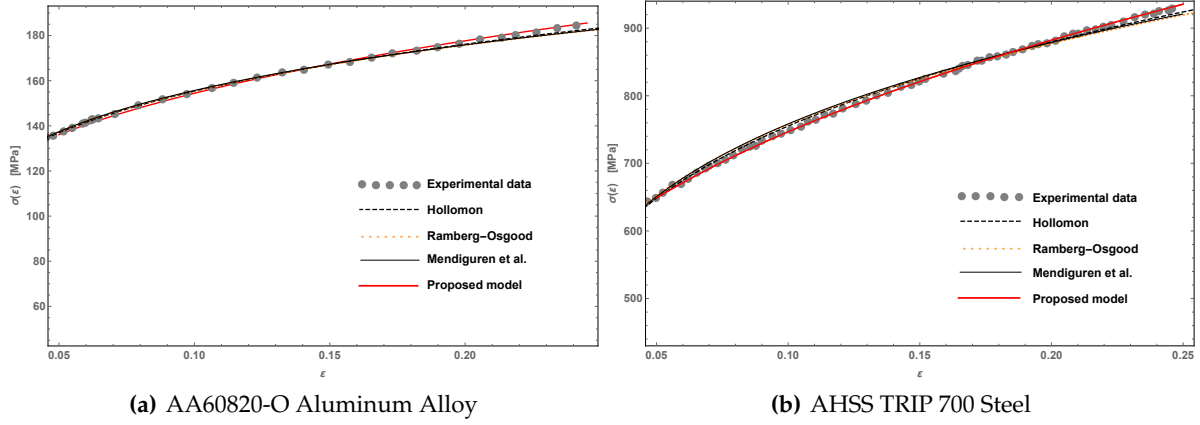 180
160
140
120
100
80
60
σ(ε) [MPa]
Experimental data
Hollomon
Ramberg–Osgood
Mendiguren et al.
Proposed model
0.05
0.10
0.15
0.20
ε
(a) AA60820-O Aluminum Alloy
900
800
700
600
500
σ(ε) [MPa]
Experimental data
Hollomon
Ramberg–Osgood
Mendiguren et al.
Proposed model
0.05
0.10
0.15
0.20
0.25
ε
(b) AHSS TRIP 700 Steel